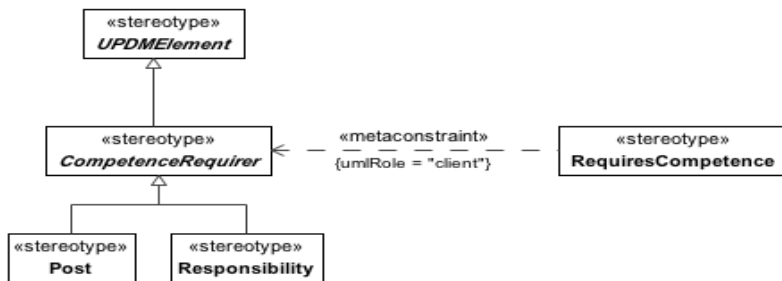 «stereotype»
UPDMElement
«stereotype»
CompetenceRequirer
«metaconstraint»
{umlRole = "client"}
«stereotype»
RequiresCompetence
«stereotype»
Post
«stereotype»
Responsibility